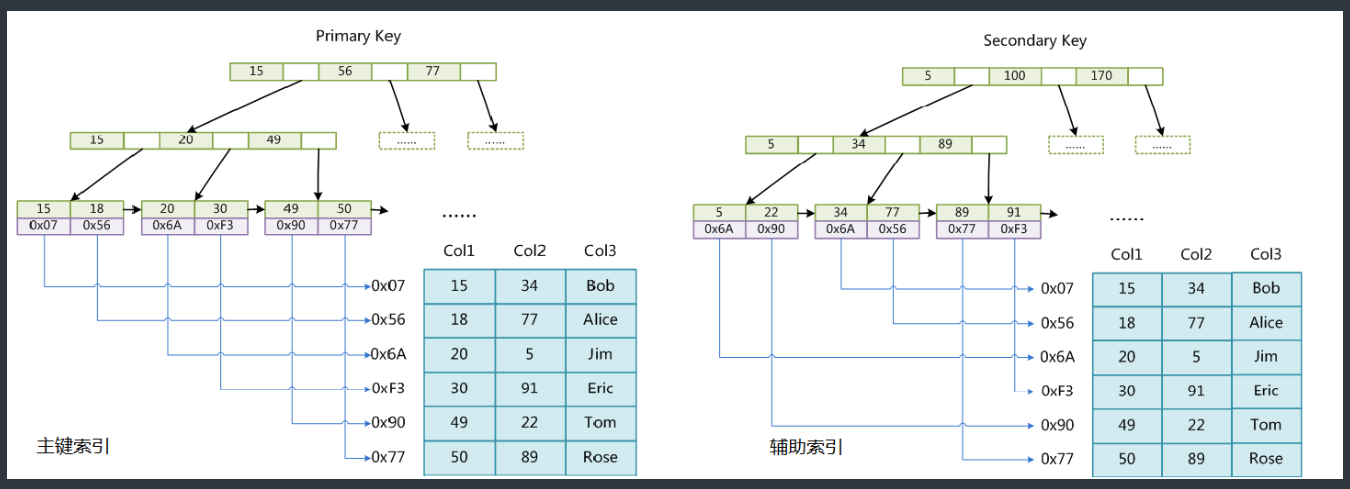 Primary Key
15 56 77
15 20 49
...... ......
15 18 20 30 49 50
0x07 0x56 0x6A 0xF3 0x90 0x77
......
Col1 Col2 Col3
0x07 15 34 Bob
0x56 18 77 Alice
0x6A 20 5 Jim
0xF3 30 91 Eric
0x90 49 22 Tom
0x77 50 89 Rose
主键索引
Secondary Key
5 100 170
5 34 89
...... ......
5 22 34 77 89 91
0x6A 0x90 0x6A 0x56 0x77 0xF3
......
Col1 Col2 Col3
0x07 15 34 Bob
0x56 18 77 Alice
0x6A 20 5 Jim
0xF3 30 91 Eric
0x90 49 22 Tom
0x77 50 89 Rose
辅助索引